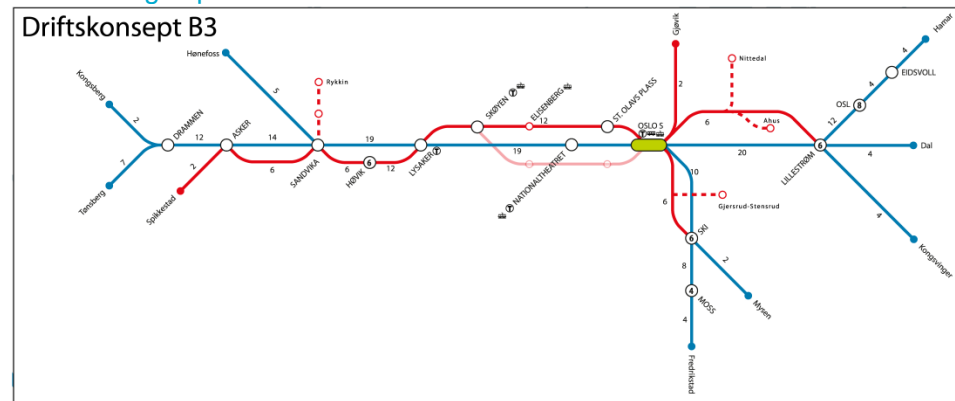 Driftskonsept B3
Hønefoss
Rykkin
Kongsberg
DRAMMEN
ASKER
SANDVIKA
HØVIK
LYSAKER
SKØYEN
ELISENBERG
ST. OLAVS PLASS
OSLO S
NATIONALTHEATRET
Gjøvik
Nittedal
Ahus
Hamar
EIDSVOLL
OSL
LILLESTRØM
Dal
Kongsvinger
Gjersrud-Stensrud
SKI
MOSS
Mysen
Fredrikstad
Tønsberg
Spikkestad
2
7
12
14
5
6
2
19
6
6
12
12
19
2
6
20
10
6
6
8
4
4
2
6
12
8
4
4
4
4
T
T
T
T